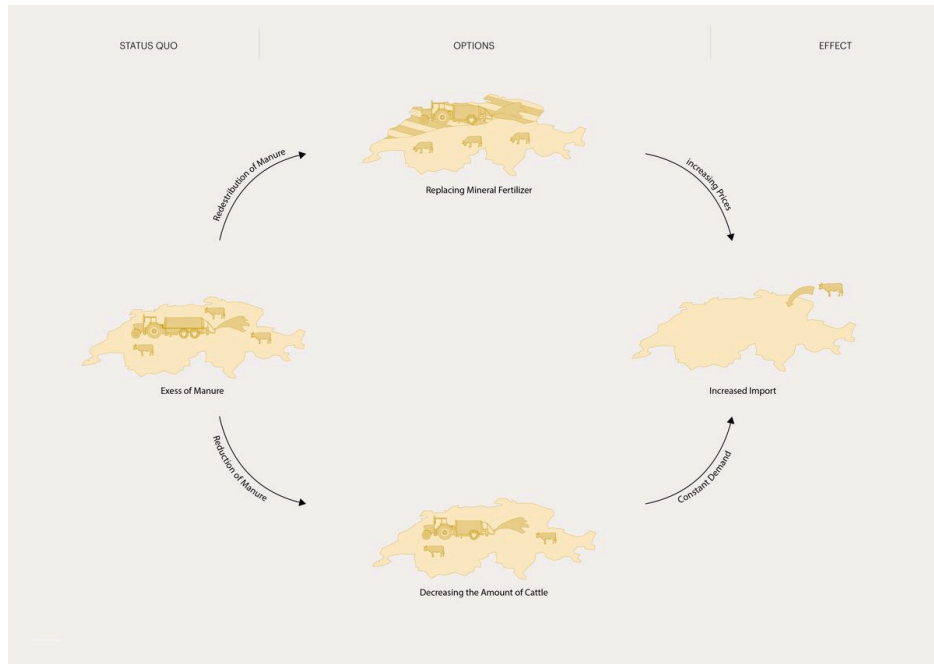 STATUS QUO
OPTIONS
EFFECT
Replacing Mineral Fertilizer
Redestribution of Manure
increasing Prices
Exess of Manure
Increased Import
Reduction of Manure
Constant Demand
Decreasing the Amount of Cattle